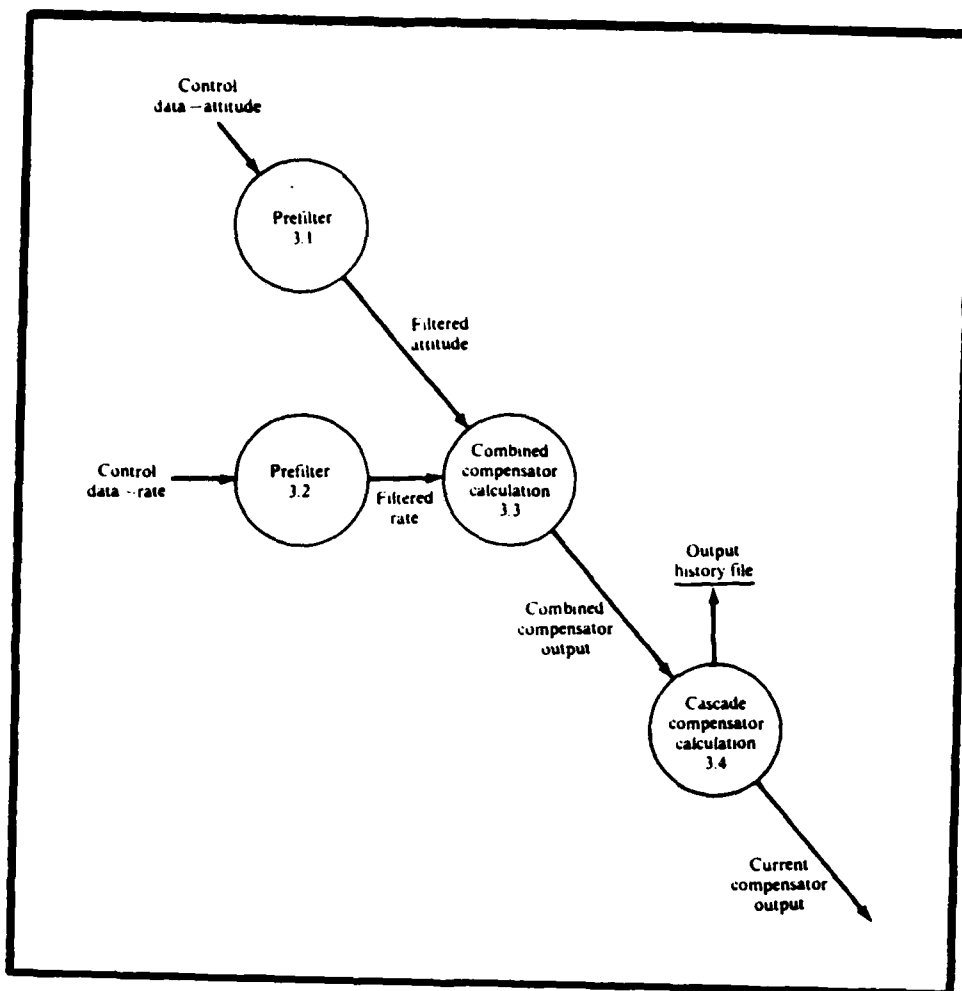 Control
data – attitude
Prefilter
3.1
Filtered
attitude
Control
data – rate
Prefilter
3.2
Filtered
rate
Combined
compensator
calculation
3.3
Output
history file
Combined
compensator
output
Cascade
compensator
calculation
3.4
Current
compensator
output